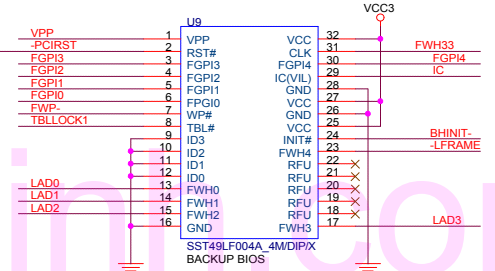 VCC3
U9
VPP 1 VPP VCC 32
-PCIRST 2 RST# CLK 31 FWH33
FGPI3 3 FGPI3 FGPI4 30 FGPI4
FGPI2 4 FGPI2 IC(VIL) 29 IC
FGPI1 5 FGPI1 GND 28
FGPI0 6 FPGI0 VCC 27
FWP- 7 WP# GND 26
TBLLOCK1 8 TBL# VCC 25
9 ID3 INIT# 24 BHINIT-
10 ID2 FWH4 23 -LFRAME
11 ID1 RFU 22
12 ID0 RFU 21
LAD0 13 FWH0 RFU 20
LAD1 14 FWH1 RFU 19
LAD2 15 FWH2 RFU 18
16 GND FWH3 17 LAD3
SST49LF004A_4M/DIP/X
BACKUP BIOS
inh.com